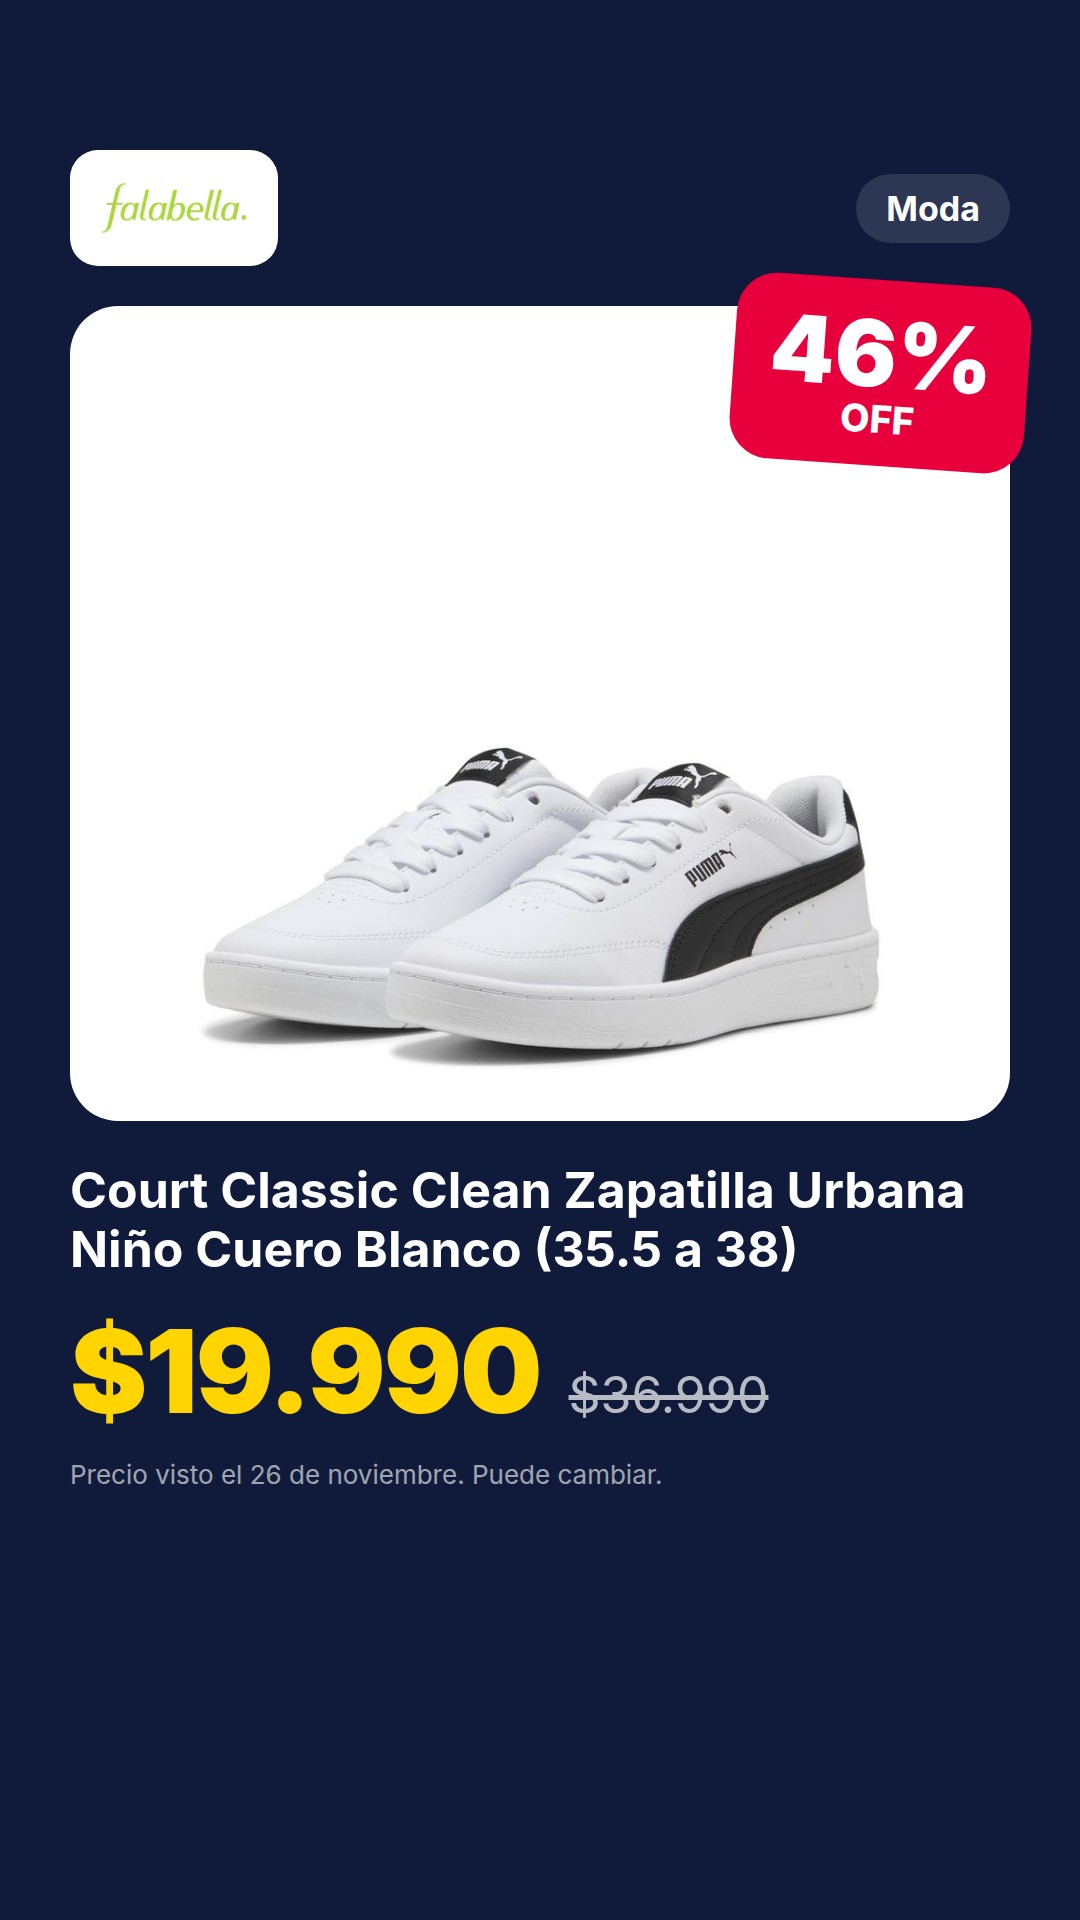 falabella.
Moda
46%
OFF
PUMA
PUMA
PUMA
Court Classic Clean Zapatilla Urbana
Niño Cuero Blanco (35.5 a 38)
$19.990 $36.990
Precio visto el 26 de noviembre. Puede cambiar.